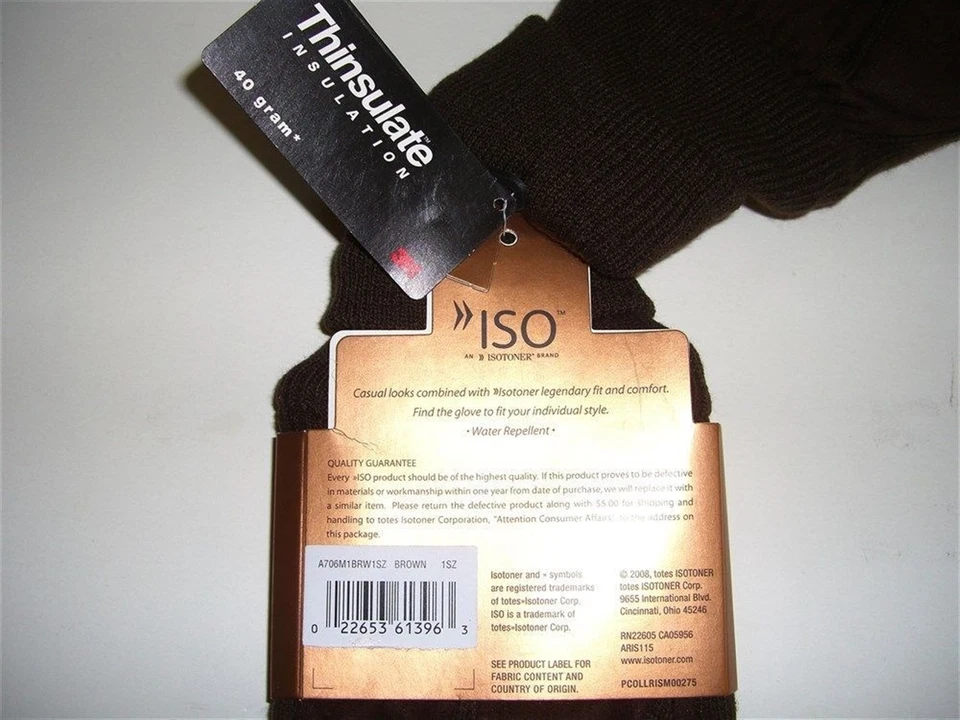 Thinsulate™
INSULATION
40 gram*
3M
»ISO™
AN » ISOTONER® BRAND
Casual looks combined with »Isotoner legendary fit and comfort.
Find the glove to fit your individual style.
• Water Repellent •
QUALITY GUARANTEE
Every »ISO product should be of the highest quality. If this product proves to be defective
in materials or workmanship within one year from date of purchase, we will replace it with
a similar item. Please return the defective product along with $5.00 for shipping and
handling to totes Isotoner Corporation, "Attention Consumer Affairs" to the address on
this package.
A706M1BRW1SZ BROWN 1SZ
0 22653 61396 3
Isotoner and » symbols
are registered trademarks
of totes»Isotoner Corp.
ISO is a trademark of
totes»Isotoner Corp.
SEE PRODUCT LABEL FOR
FABRIC CONTENT AND
COUNTRY OF ORIGIN.
© 2008, totes ISOTONER
totes ISOTONER Corp.
9655 International Blvd.
Cincinnati, Ohio 45246
RN22605 CA05956
ARIS115
www.isotoner.com
PCOLLRISM00275